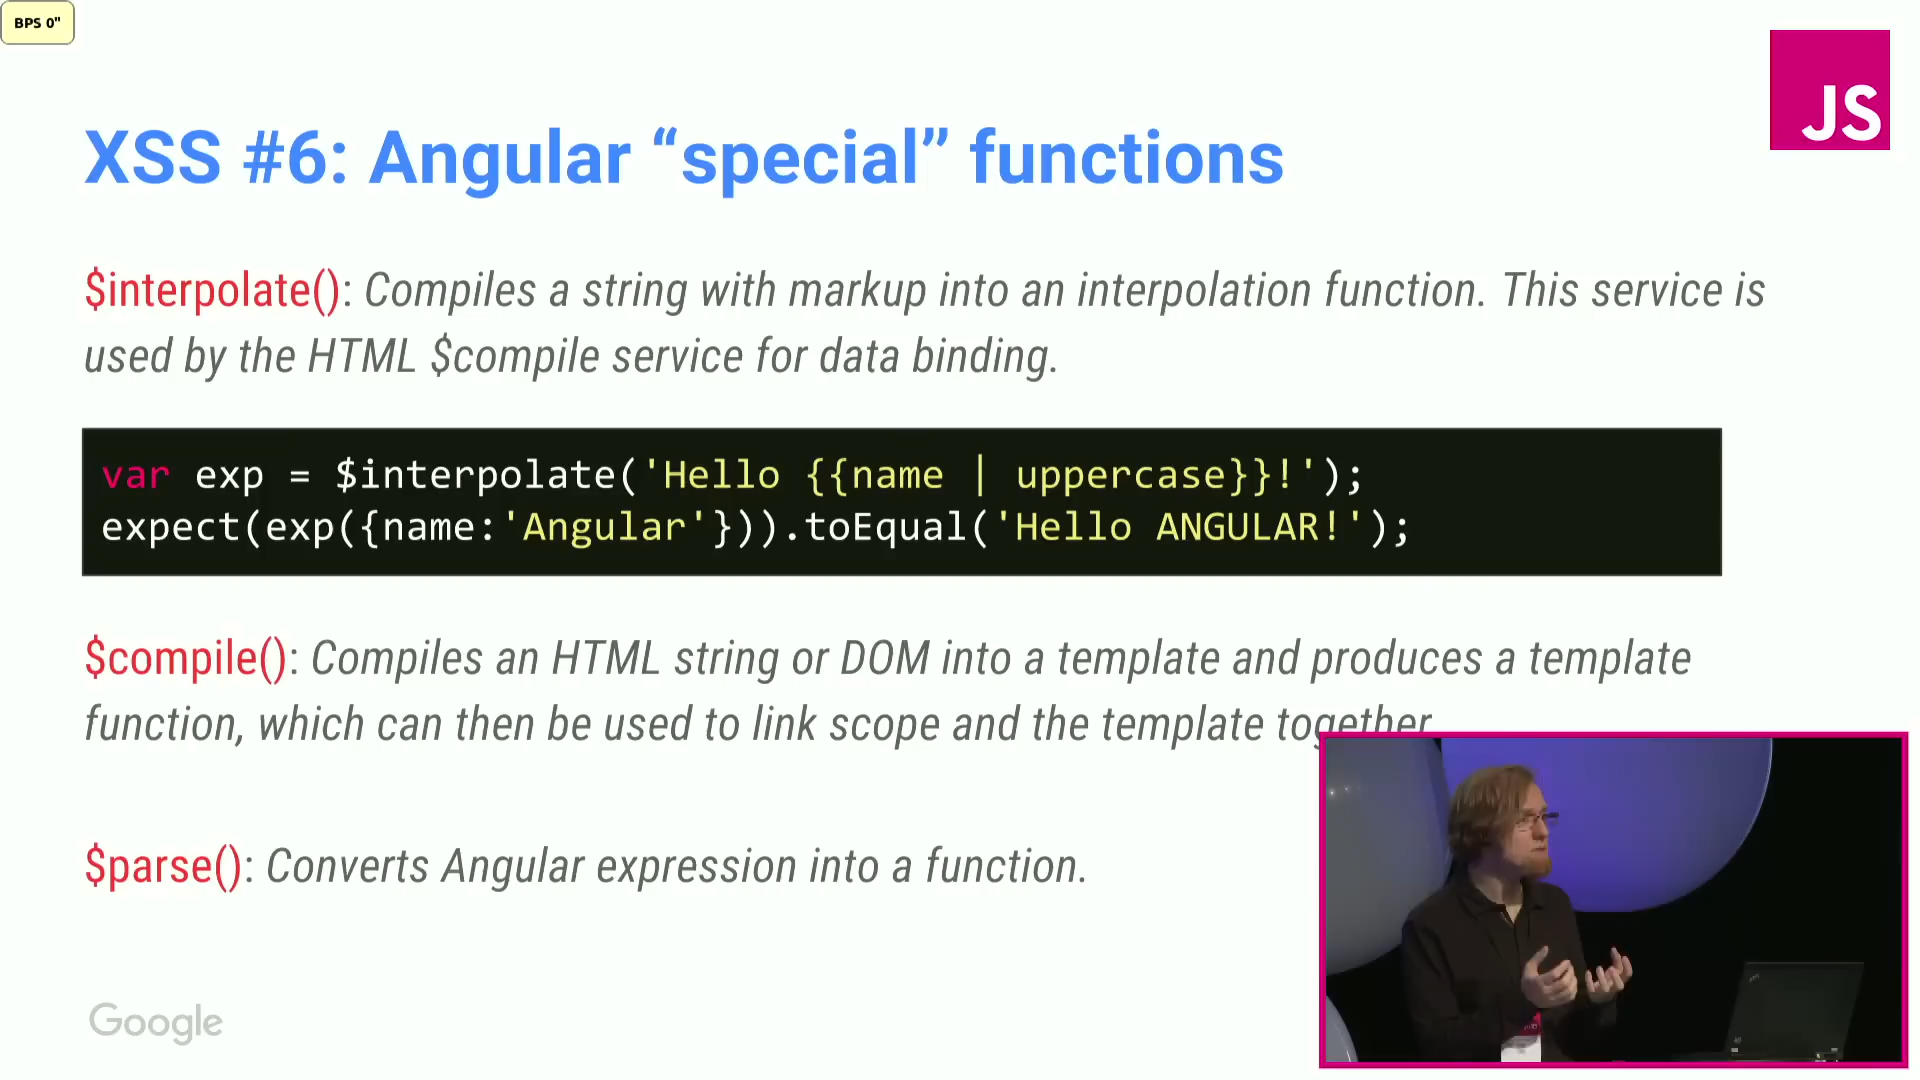 BPS 0"
JS
XSS #6: Angular “special” functions
$interpolate(): Compiles a string with markup into an interpolation function. This service is
used by the HTML $compile service for data binding.
var exp = $interpolate('Hello {{name | uppercase}}!');
expect(exp({name:'Angular'})).toEqual('Hello ANGULAR!');
$compile(): Compiles an HTML string or DOM into a template and produces a template
function, which can then be used to link scope and the template together
$parse(): Converts Angular expression into a function.
Google